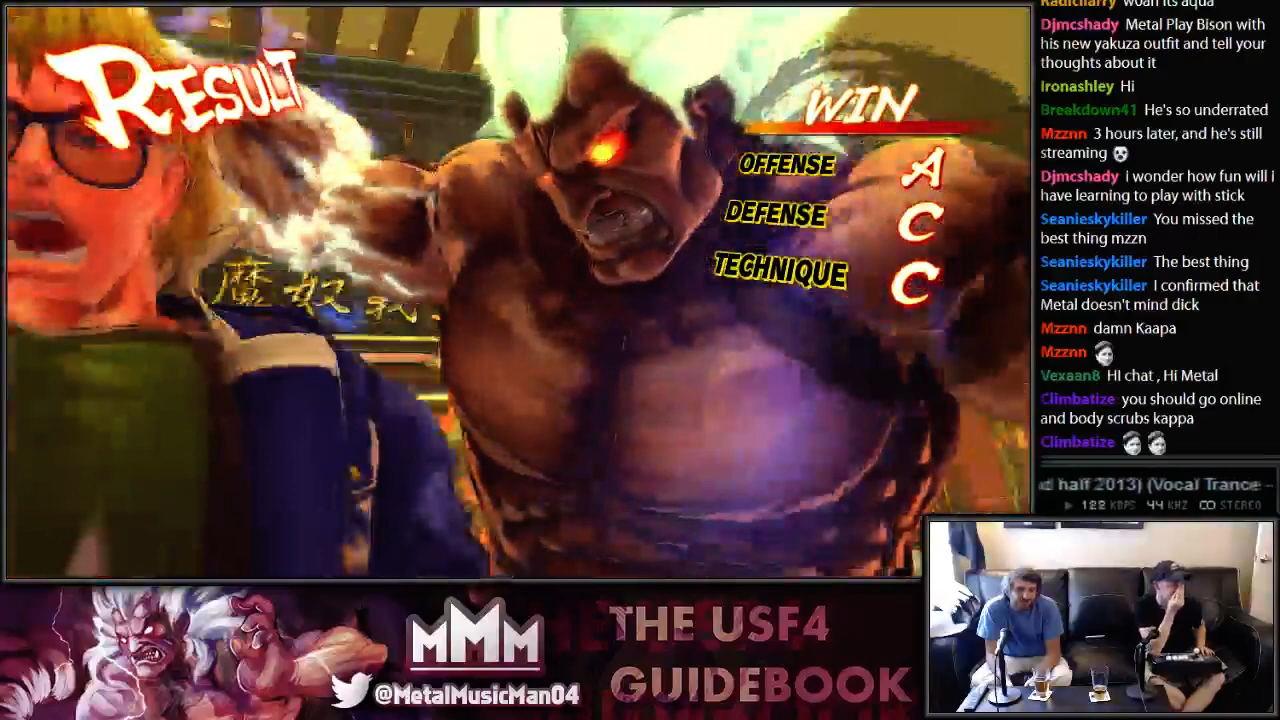 RESULT
WIN
OFFENSE A
DEFENSE C
TECHNIQUE C
MMM
@MetalMusicMan04
THE USF4
GUIDEBOOK
woah its aqua
Djmcshady Metal Play Bison with
his new yakuza outfit and tell your
thoughts about it
Ironashley Hi
Breakdown41 He's so underrated
Mzznn 3 hours later, and he's still
streaming
Djmcshady i wonder how fun will i
have learning to play with stick
Seanieskykiller You missed the
best thing mzzn
Seanieskykiller The best thing
Seanieskykiller I confirmed that
Metal doesn't mind dick
Mzznn damn Kaapa
Mzznn
Vexaan8 HI chat , Hi Metal
Climbatize you should go online
and body scrubs kappa
Climbatize
d half 2013) (Vocal Trance -
122 KBPS 44 KHZ STEREO